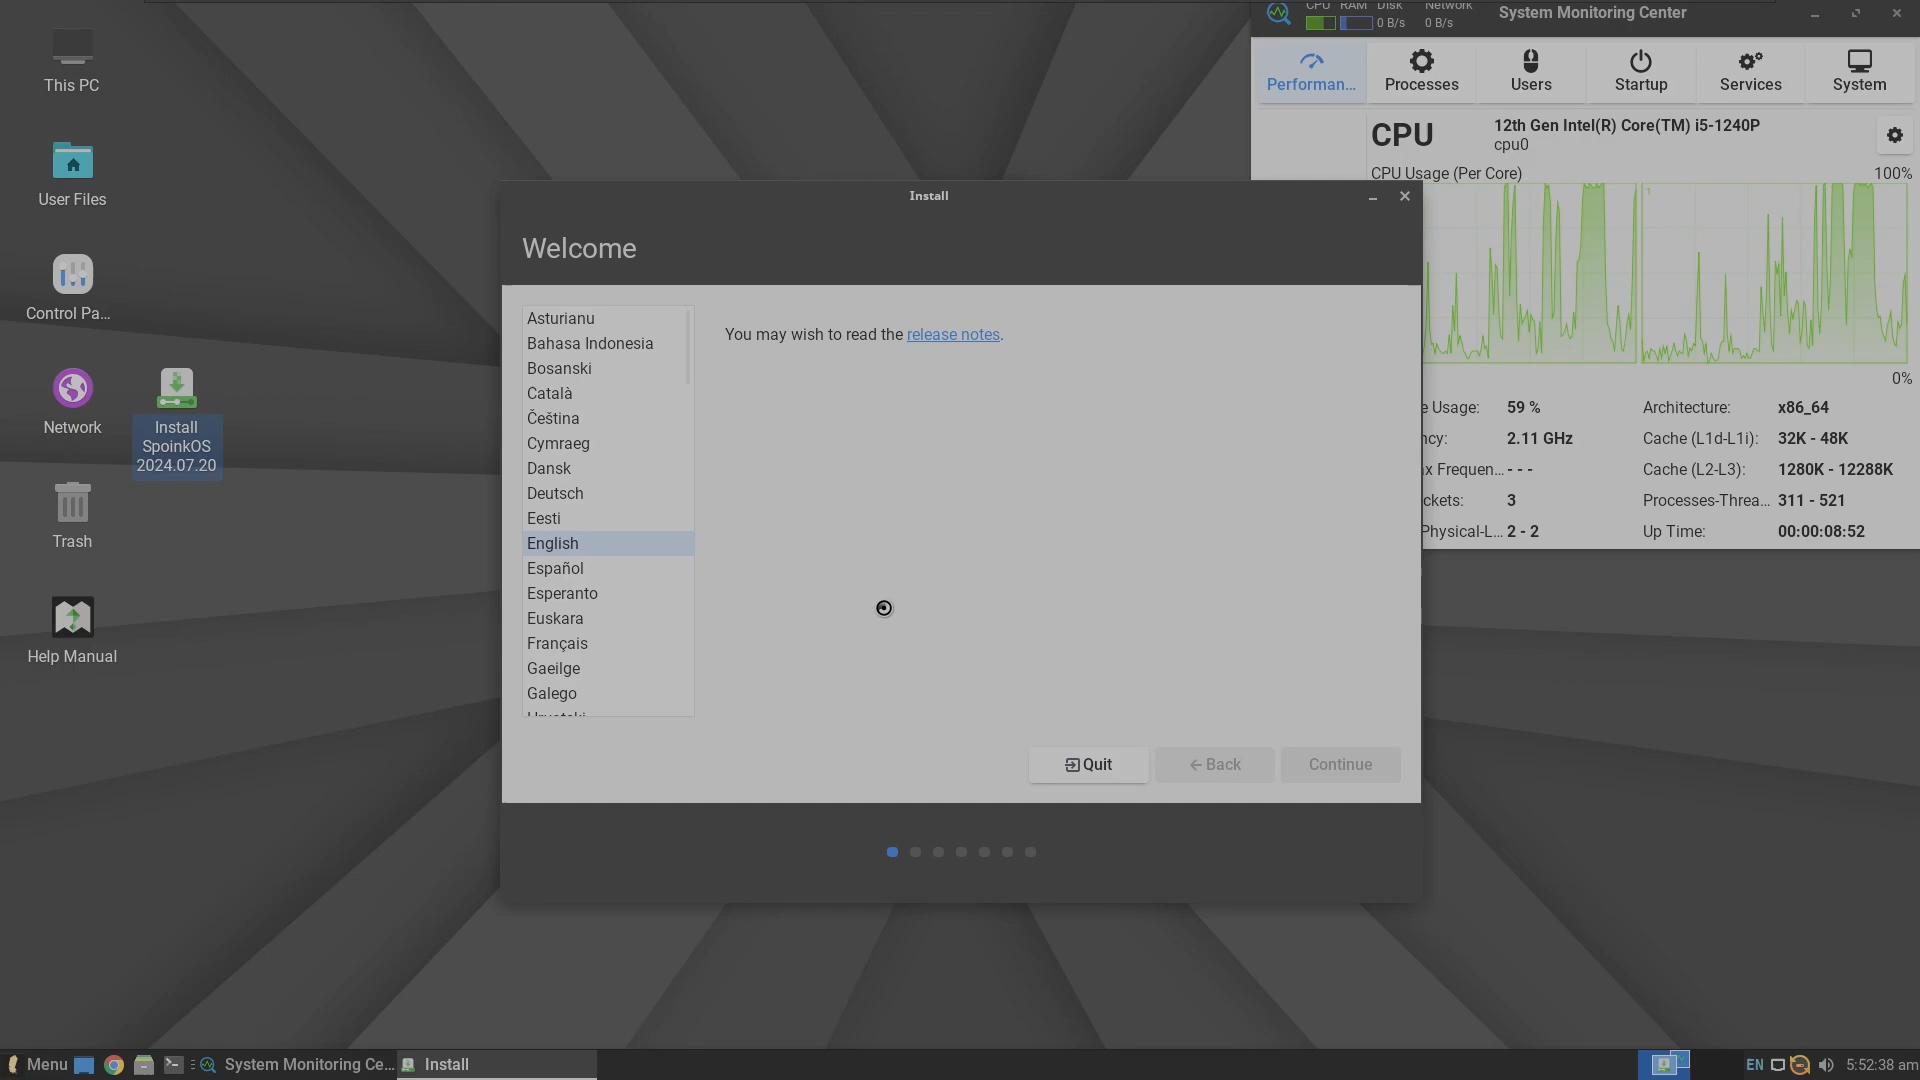 This PC
User Files
Control Pa...
Network
Install
SpoinkOS
2024.07.20
Trash
Help Manual
CPU RAM Disk Network
0 B/s 0 B/s
System Monitoring Center
Performan...
Processes
Users
Startup
Services
System
CPU
12th Gen Intel(R) Core(TM) i5-1240P
cpu0
CPU Usage (Per Core) 100%
1
0%
e Usage: 59 % Architecture: x86_64
ncy: 2.11 GHz Cache (L1d-L1i): 32K - 48K
x Frequen... - - - Cache (L2-L3): 1280K - 12288K
ckets: 3 Processes-Threa... 311 - 521
Physical-L... 2 - 2 Up Time: 00:00:08:52
Install
Welcome
Asturianu
Bahasa Indonesia
Bosanski
Català
Čeština
Cymraeg
Dansk
Deutsch
Eesti
English
Español
Esperanto
Euskara
Français
Gaeilge
Galego
You may wish to read the release notes.
Quit
Back
Continue
Menu
System Monitoring Ce...
Install
EN
5:52:38 am